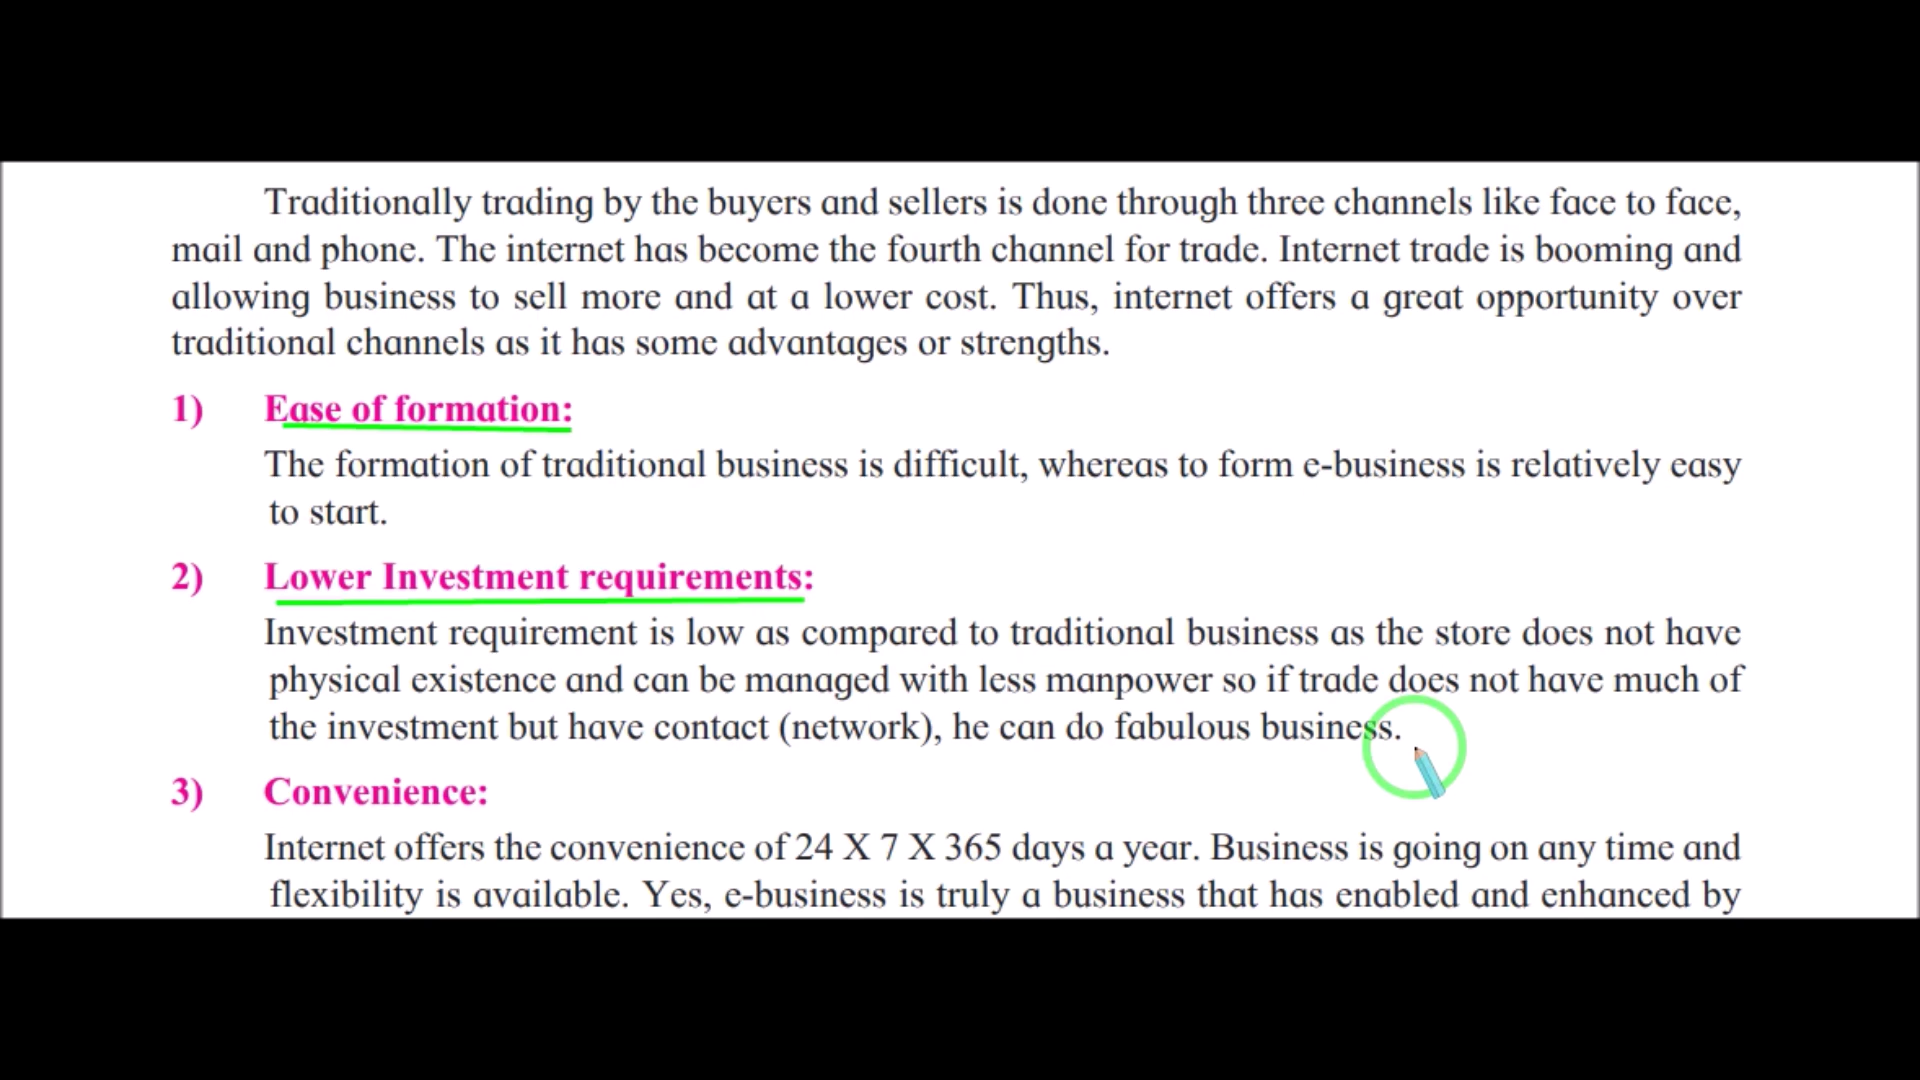 Traditionally trading by the buyers and sellers is done through three channels like face to face,
mail and phone. The internet has become the fourth channel for trade. Internet trade is booming and
allowing business to sell more and at a lower cost. Thus, internet offers a great opportunity over
traditional channels as it has some advantages or strengths.
1) Ease of formation:
The formation of traditional business is difficult, whereas to form e-business is relatively easy
to start.
2) Lower Investment requirements:
Investment requirement is low as compared to traditional business as the store does not have
physical existence and can be managed with less manpower so if trade does not have much of
the investment but have contact (network), he can do fabulous business.
3) Convenience:
Internet offers the convenience of 24 X 7 X 365 days a year. Business is going on any time and
flexibility is available. Yes, e-business is truly a business that has enabled and enhanced by